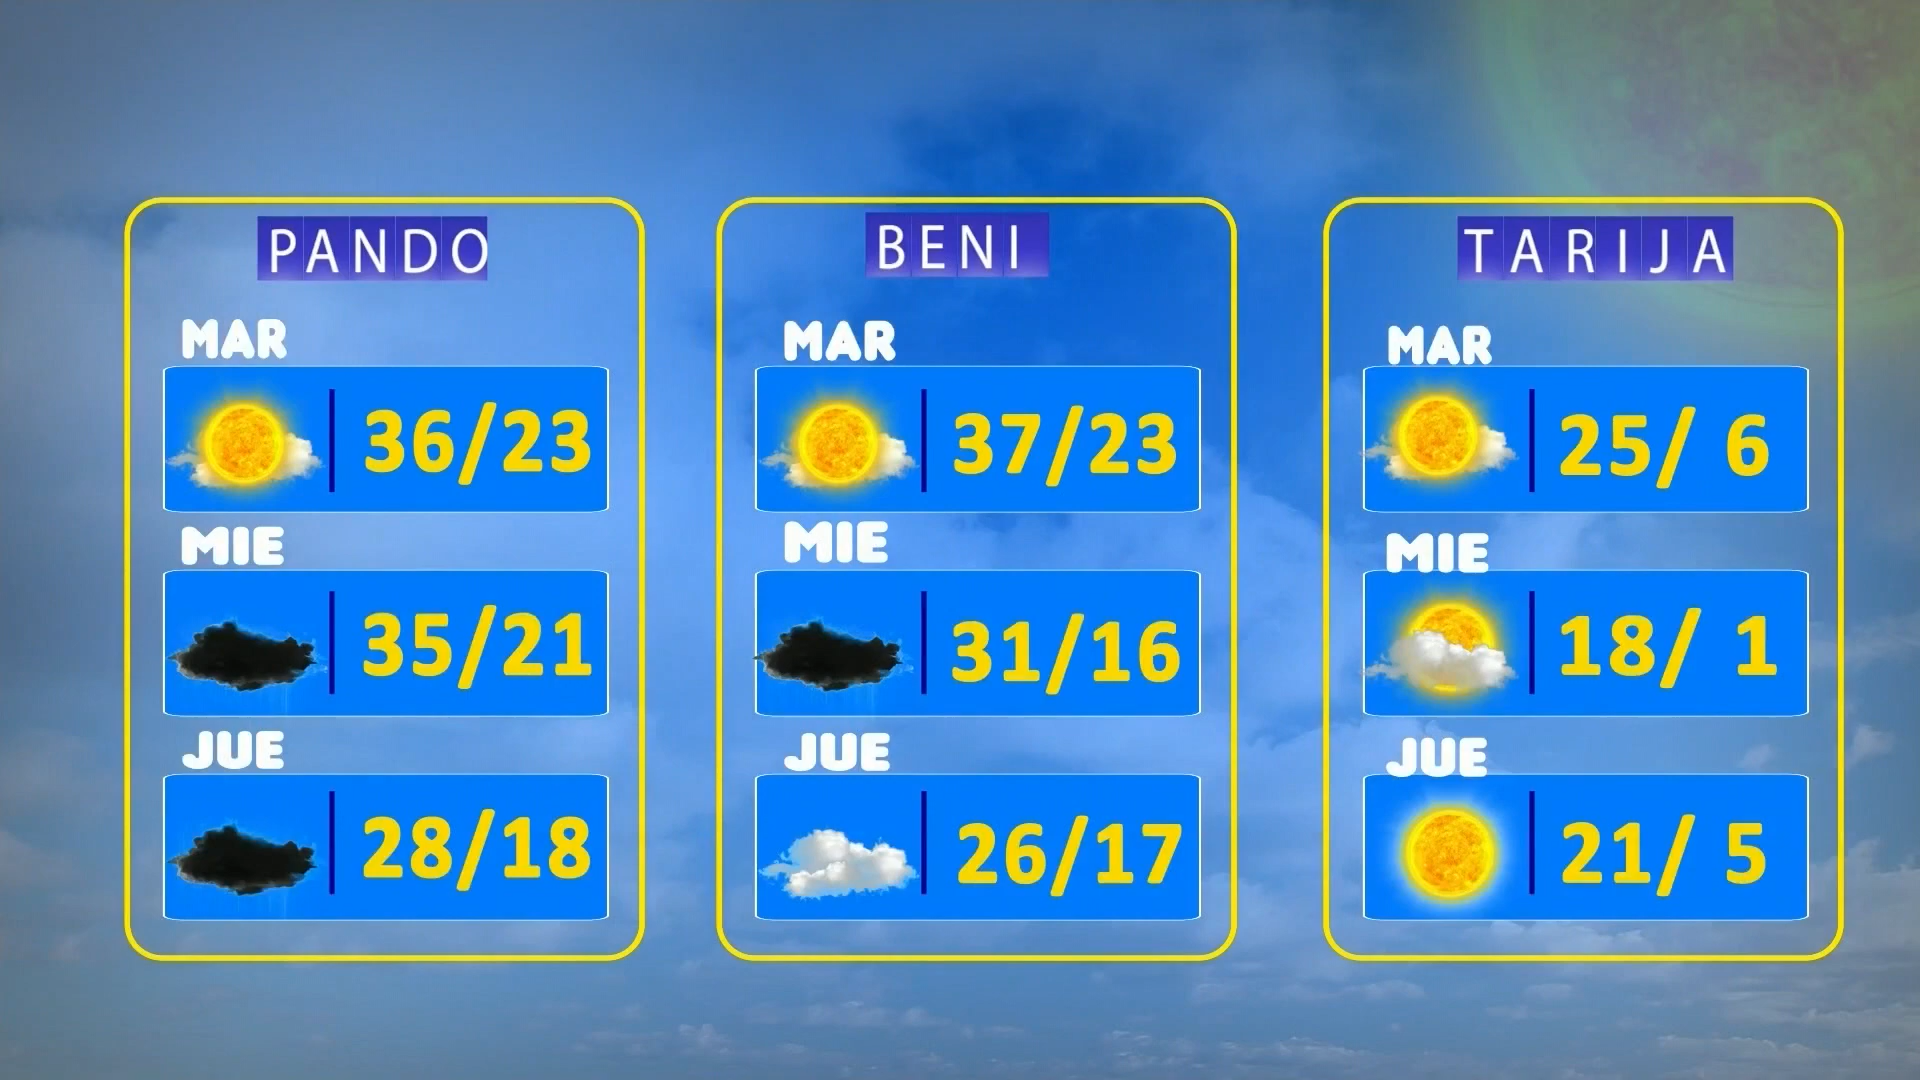 PANDO
MAR
36/23
MIE
35/21
JUE
28/18
BENI
MAR
37/23
MIE
31/16
JUE
26/17
TARIJA
MAR
25/ 6
MIE
18/ 1
JUE
21/ 5